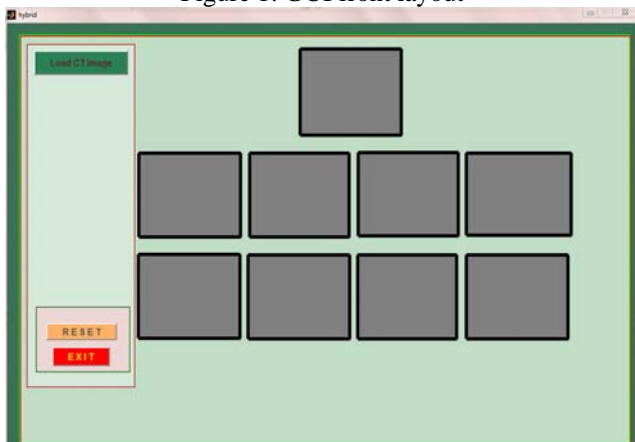 Figure 1. GUI front layout
hybrid
Load CT Image
RESET
EXIT